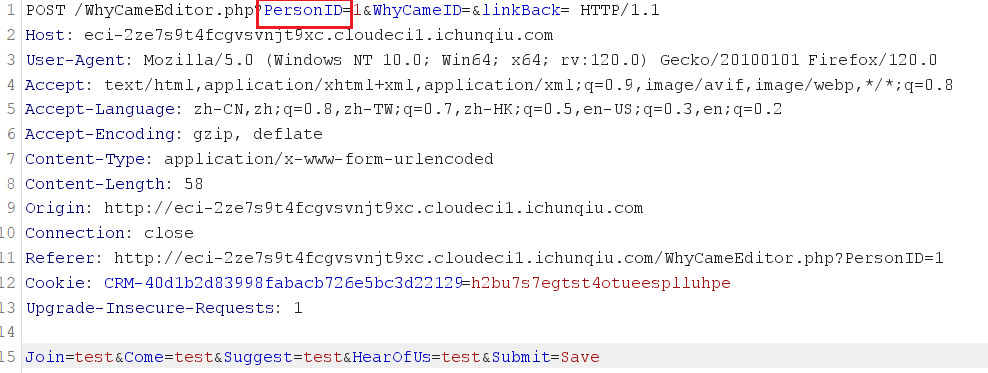 1 POST /WhyCameEditor.php?PersonID=1&WhyCameID=&linkBack= HTTP/1.1
2 Host: eci-2ze7s9t4fcgvsvnjt9xc.cloudeci1.ichunqiu.com
3 User-Agent: Mozilla/5.0 (Windows NT 10.0; Win64; x64; rv:120.0) Gecko/20100101 Firefox/120.0
4 Accept: text/html,application/xhtml+xml,application/xml;q=0.9,image/avif,image/webp,*/*;q=0.8
5 Accept-Language: zh-CN,zh;q=0.8,zh-TW;q=0.7,zh-HK;q=0.5,en-US;q=0.3,en;q=0.2
6 Accept-Encoding: gzip, deflate
7 Content-Type: application/x-www-form-urlencoded
8 Content-Length: 58
9 Origin: http://eci-2ze7s9t4fcgvsvnjt9xc.cloudeci1.ichunqiu.com
10 Connection: close
11 Referer: http://eci-2ze7s9t4fcgvsvnjt9xc.cloudeci1.ichunqiu.com/WhyCameEditor.php?PersonID=1
12 Cookie: CRM-40d1b2d83998fabacb726e5bc3d22129=h2bu7s7egtst4otueesplluhpe
13 Upgrade-Insecure-Requests: 1
14
15 Join=test&Come=test&Suggest=test&HearOfUs=test&Submit=Save